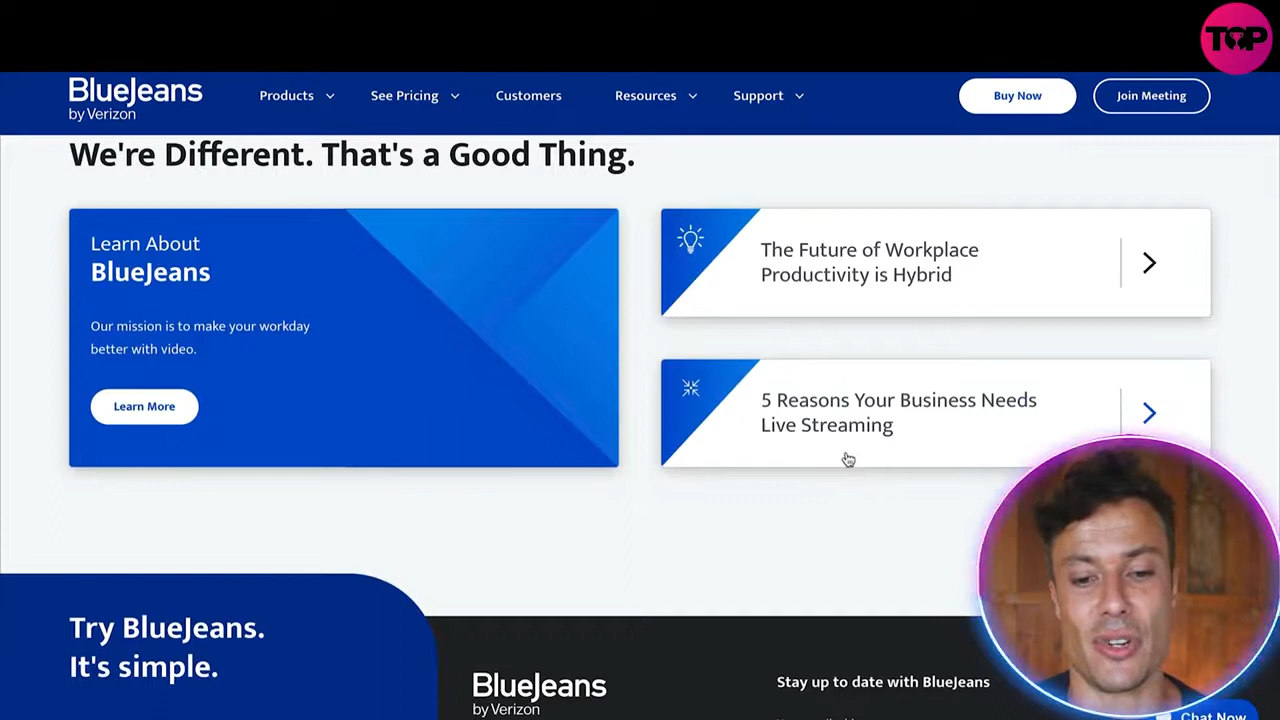 TOP
BlueJeans
by Verizon
Products
See Pricing
Customers
Resources
Support
Buy Now
Join Meeting
We're Different. That's a Good Thing.
Learn About
BlueJeans
Our mission is to make your workday
better with video.
Learn More
The Future of Workplace
Productivity is Hybrid
5 Reasons Your Business Needs
Live Streaming
Try BlueJeans.
It's simple.
BlueJeans
by Verizon
Stay up to date with BlueJeans
Chat Now